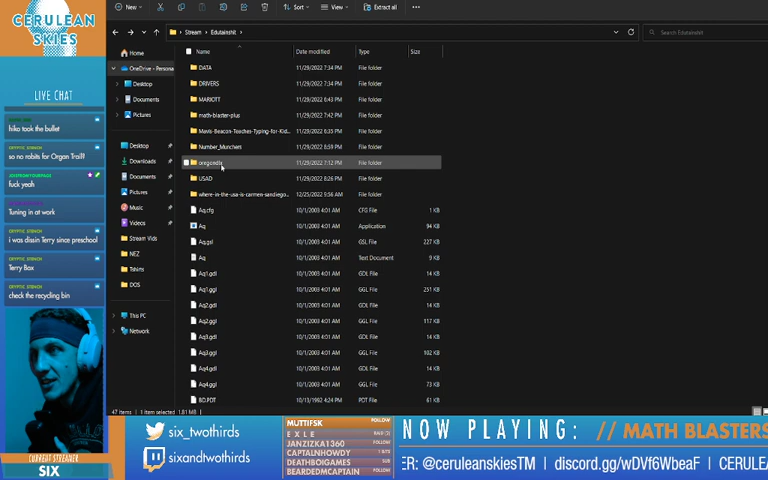 CERULEAN
SKIES
LIVE CHAT
hiko took the bullet
so no rabits for Organ Trail?
fuck yeah
Tuning in at work
i was dissin Terry since preschool
Terry Box
check the recycling bin
CURRENT STREAMER
SIX
New
Sort
View
Extract all
Stream
Edutainshit
Search Edutainshit
Home
OneDrive - Persona
Desktop
Documents
Pictures
Desktop
Downloads
Documents
Pictures
Music
Videos
Stream Vids
NEZ
Tshirts
DOS
This PC
Network
Name Date modified Type Size
DATA 11/29/2022 7:34 PM File folder
DRIVERS 11/29/2022 7:34 PM File folder
MARIOTT 11/29/2022 6:43 PM File folder
math-blaster-plus 11/29/2022 7:42 PM File folder
Mavis-Beacon-Teaches-Typing-for-Kid... 11/29/2022 6:35 PM File folder
Number_Munchers 11/29/2022 8:59 PM File folder
oregondlx 11/29/2022 7:12 PM File folder
USAD 11/29/2022 8:26 PM File folder
where-in-the-usa-is-carmen-sandiego... 12/25/2022 9:56 AM File folder
Aq.cfg 10/1/2003 4:01 AM CFG File 1 KB
Aq 10/1/2003 4:01 AM Application 94 KB
Aq.gsl 10/1/2003 4:01 AM GSL File 227 KB
Aq 10/1/2003 4:01 AM Text Document 9 KB
Aq1.gdl 10/1/2003 4:01 AM GDL File 14 KB
Aq1.ggl 10/1/2003 4:01 AM GGL File 251 KB
Aq2.gdl 10/1/2003 4:01 AM GDL File 14 KB
Aq2.ggl 10/1/2003 4:01 AM GGL File 117 KB
Aq3.gdl 10/1/2003 4:01 AM GDL File 14 KB
Aq3.ggl 10/1/2003 4:01 AM GGL File 102 KB
Aq4.gdl 10/1/2003 4:01 AM GDL File 14 KB
Aq4.ggl 10/1/2003 4:01 AM GGL File 73 KB
BD.PDT 10/13/1992 4:24 PM PDT File 61 KB
47 items 1 item selected 1.81 MB
six_twothirds
sixandtwothirds
MUTTIFSK FOLLOW
EXLE
JANZIZKA1360 FOLLOW
CAPTAINHOWDY
DEATHBOIGAMES SUB
BEARDEDMCAPTAIN FOLLOW
NOW PLAYING: // MATH BLASTERS
ER: @ceruleanskiesTM | discord.gg/wDVf6WbeaF | CERULEA